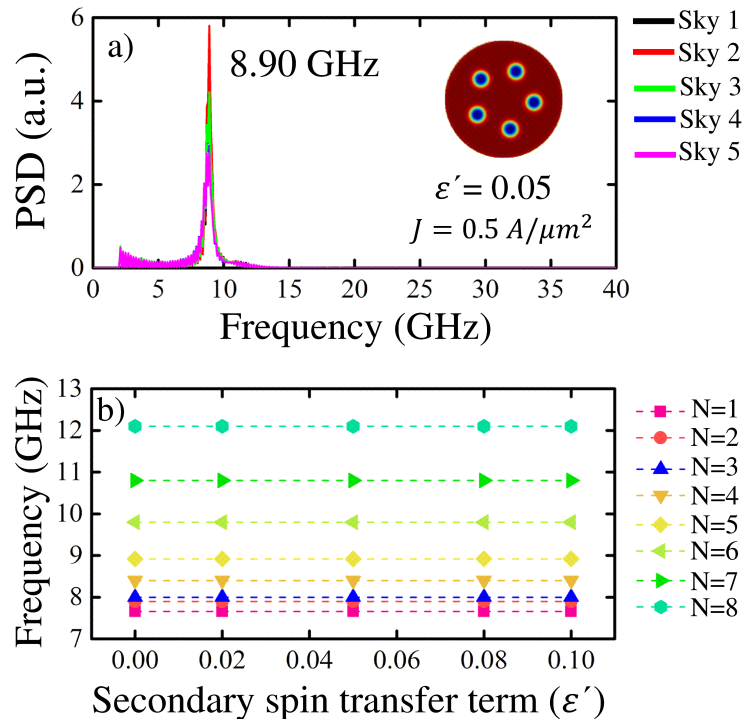 a)
8.90 GHz
ε′= 0.05
J = 0.5 A/μm²
Sky 1
Sky 2
Sky 3
Sky 4
Sky 5
PSD (a.u.)
6
4
2
0
0 5 10 15 20 25 30 35 40
Frequency (GHz)
b)
Frequency (GHz)
13
12
11
10
9
8
7
0.00 0.02 0.04 0.06 0.08 0.10
Secondary spin transfer term (ε′)
N=1
N=2
N=3
N=4
N=5
N=6
N=7
N=8